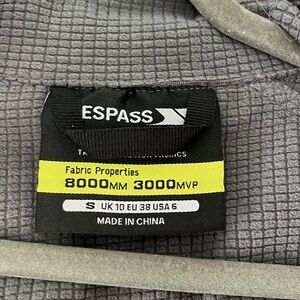 ESPASS
Fabric Properties
8000MM 3000MVP
S UK 10 EU 38 USA 6
MADE IN CHINA